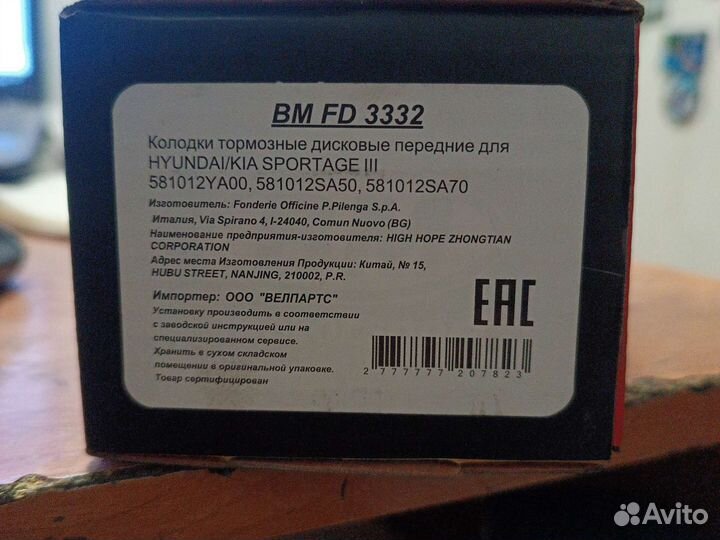 BM FD 3332
Колодки тормозные дисковые передние для
HYUNDAI/KIA SPORTAGE III
581012YA00, 581012SA50, 581012SA70
Изготовитель: Fonderie Officine P.Pilenga S.p.A.
Италия, Via Spirano 4, I-24040, Comun Nuovo (BG)
Наименование предприятия-изготовителя: HIGH HOPE ZHONGTIAN
CORPORATION
Адрес места Изготовления Продукции: Китай, № 15,
HUBU STREET, NANJING, 210002, P.R.
Импортер: ООО "ВЕЛПАРТС"
Установку производить в соответствии
с заводской инструкцией или на
специализированном сервисе.
Хранить в сухом складском
помещении в оригинальной упаковке.
Товар сертифицирован
EAC
2 777777 207823
Avito